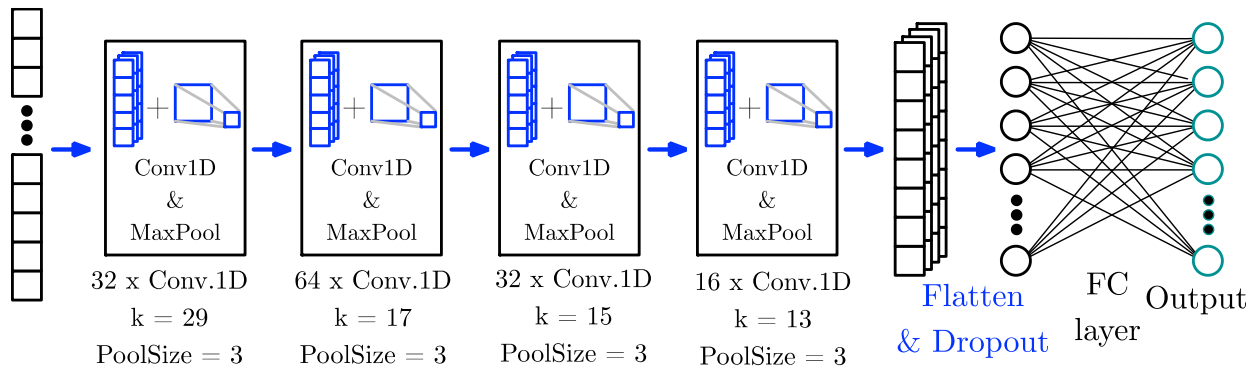 +
Conv1D
&
MaxPool
32 x Conv.1D
k = 29
PoolSize = 3
+
Conv1D
&
MaxPool
64 x Conv.1D
k = 17
PoolSize = 3
+
Conv1D
&
MaxPool
32 x Conv.1D
k = 15
PoolSize = 3
+
Conv1D
&
MaxPool
16 x Conv.1D
k = 13
PoolSize = 3
Flatten
& Dropout
FC
layer
Output